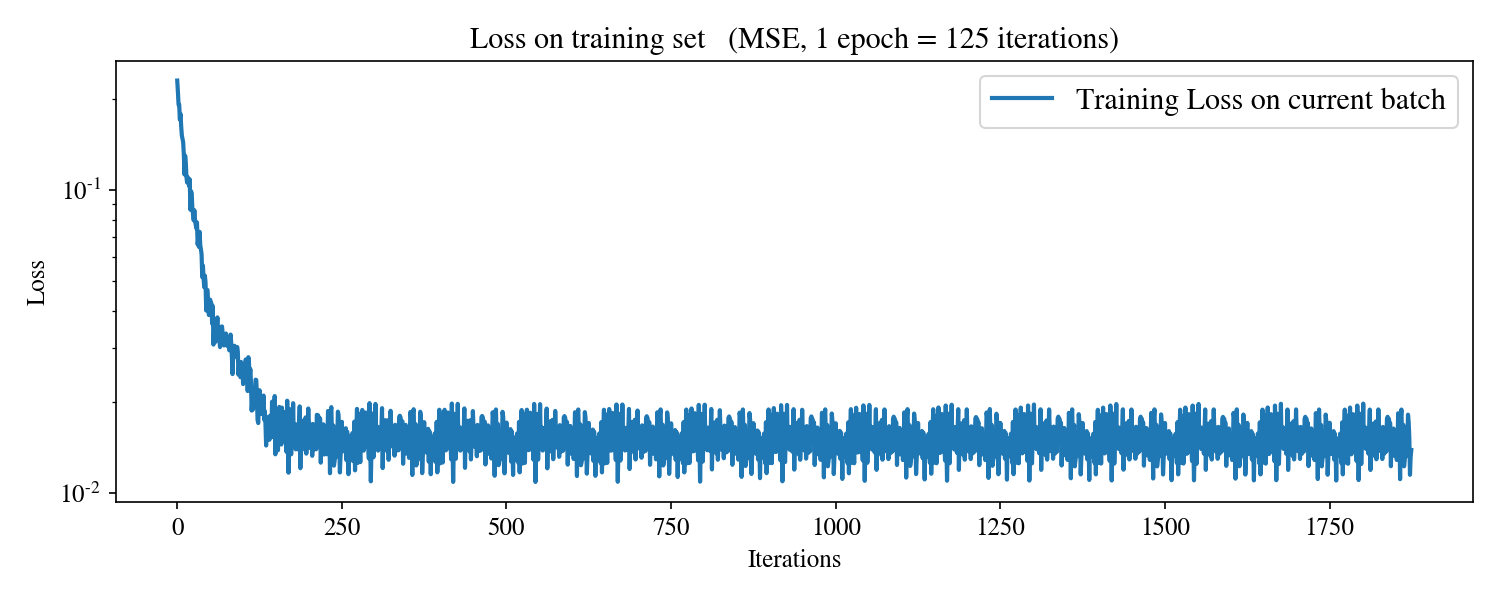 Loss on training set   (MSE, 1 epoch = 125 iterations)
Training Loss on current batch
Loss
10⁻¹
10⁻²
0 250 500 750 1000 1250 1500 1750
Iterations